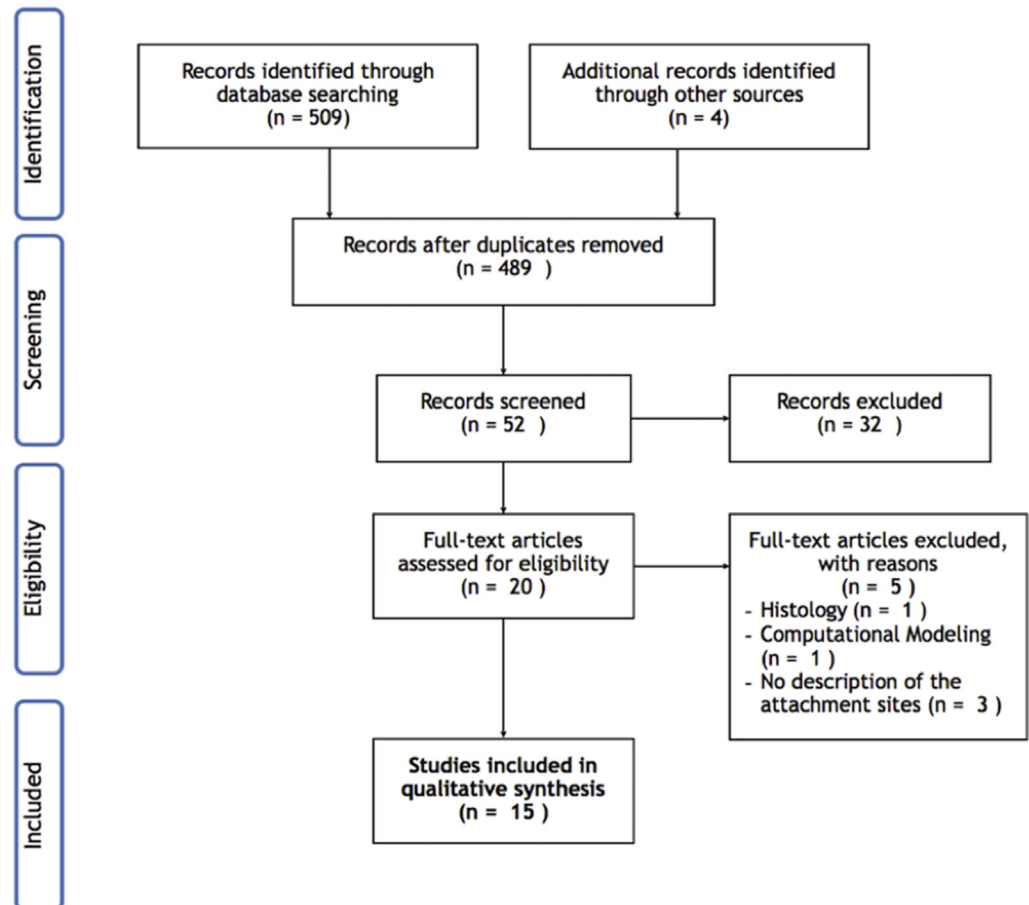 Identification
Records identified through
database searching
(n = 509)
Additional records identified
through other sources
(n = 4)
Screening
Records after duplicates removed
(n = 489 )
Records screened
(n = 52 )
Records excluded
(n = 32 )
Eligibility
Full-text articles
assessed for eligibility
(n = 20 )
Full-text articles excluded,
with reasons
(n = 5 )
- Histology (n = 1 )
- Computational Modeling
(n = 1 )
- No description of the
attachment sites (n = 3 )
Included
Studies included in
qualitative synthesis
(n = 15 )